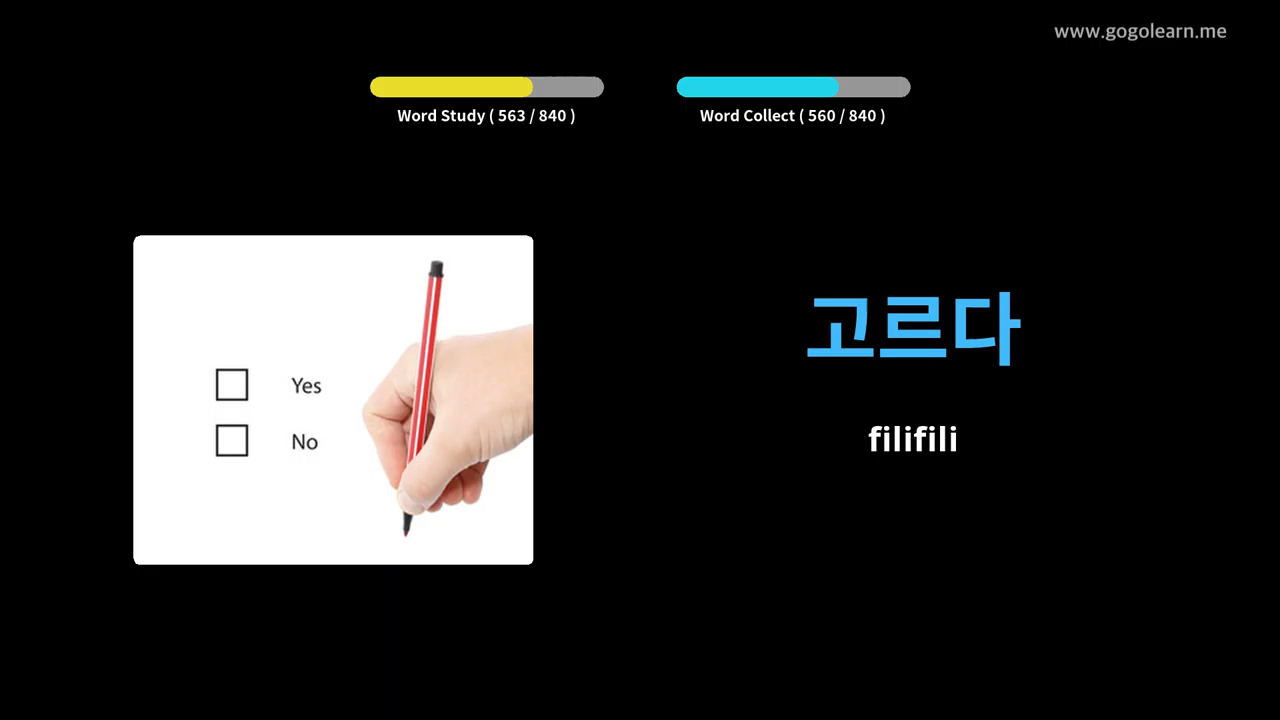 www.gogolearn.me
Word Study ( 563 / 840 )
Word Collect ( 560 / 840 )
Yes
No
고르다
filifili